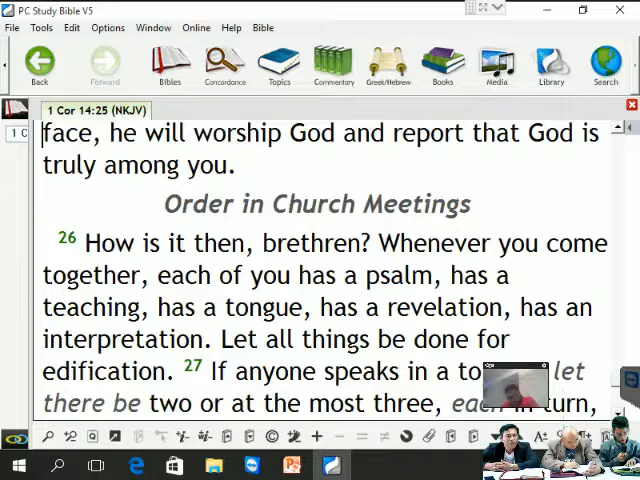 PC Study Bible V5
File Tools Edit Options Window Online Help Bible
Back Forward Bibles Concordance Topics Commentary Greek/Hebrew Books Media Library Search
1 Cor 14:25 (NKJV)
1 C
face, he will worship God and report that God is
truly among you.
Order in Church Meetings
26 How is it then, brethren? Whenever you come
together, each of you has a psalm, has a
teaching, has a tongue, has a revelation, has an
interpretation. Let all things be done for
edification. 27 If anyone speaks in a to let
there be two or at the most three, each in turn,